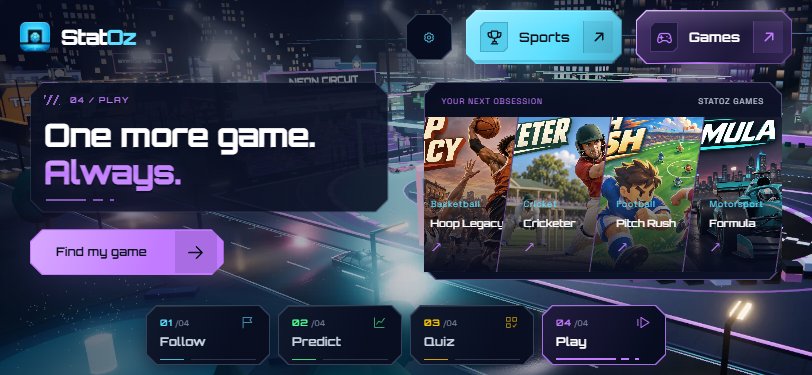 StatOz
Sports
Games
NEON CIRCUIT
TH
04 / PLAY
One more game.
Always.
Find my game
YOUR NEXT OBSESSION
STATOZ GAMES
P
CY
Basketball
Hoop Legacy
ETER
Cricket
Cricketer
H
SH
Football
Pitch Rush
MULA
Motorsport
Formula
01 /04
Follow
02 /04
Predict
03 /04
Quiz
04 /04
Play